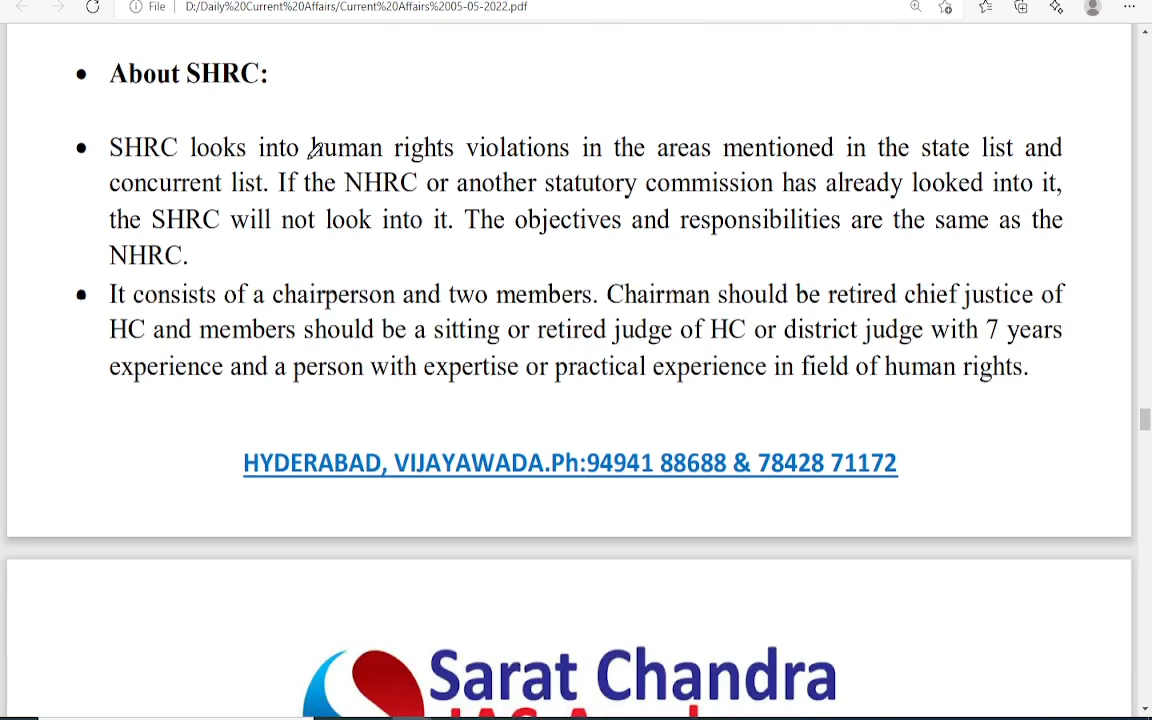 File
D:/Daily%20Current%20Affairs/Current%20Affairs%2005-05-2022.pdf
• About SHRC:
• SHRC looks into human rights violations in the areas mentioned in the state list and
concurrent list. If the NHRC or another statutory commission has already looked into it,
the SHRC will not look into it. The objectives and responsibilities are the same as the
NHRC.
• It consists of a chairperson and two members. Chairman should be retired chief justice of
HC and members should be a sitting or retired judge of HC or district judge with 7 years
experience and a person with expertise or practical experience in field of human rights.
HYDERABAD, VIJAYAWADA.Ph:94941 88688 & 78428 71172
Sarat Chandra